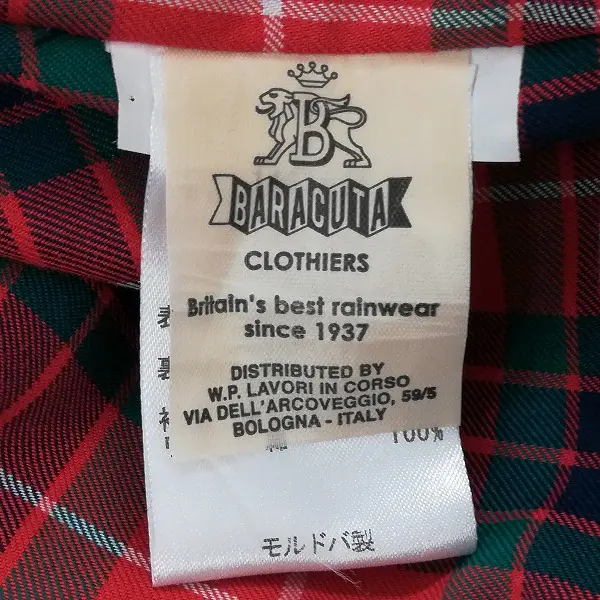 B
BARACUTA
CLOTHIERS
Britain's best rainwear
since 1937
DISTRIBUTED BY
W.P. LAVORI IN CORSO
VIA DELL'ARCOVEGGIO, 59/5
BOLOGNA - ITALY
100%
モルドバ製